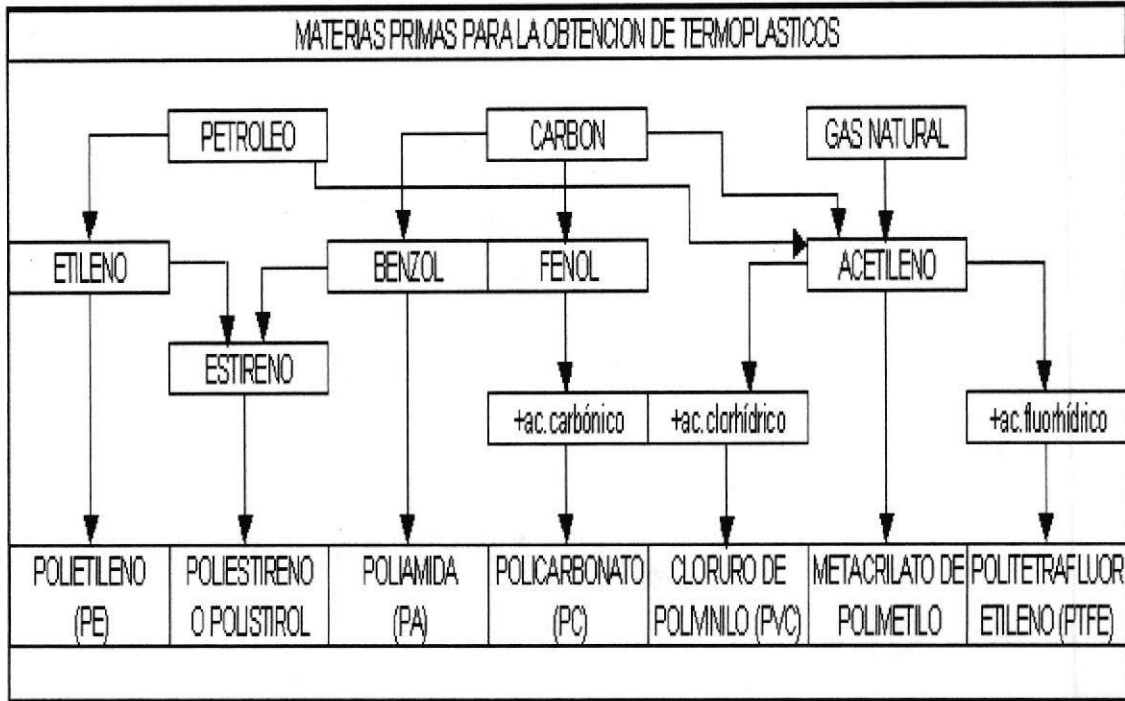 MATERIAS PRIMAS PARA LA OBTENCION DE TERMOPLASTICOS
PETROLEO
CARBON
GAS NATURAL
ETILENO
BENZOL
FENOL
ACETILENO
ESTIRENO
+ac.carbónico
+ac.clorhídrico
+ac.fluorhídrico
POLIETILENO
(PE)
POLIESTIRENO
O POLISTIROL
POLIAMIDA
(PA)
POLICARBONATO
(PC)
CLORURO DE
POLIVINILO (PVC)
METACRILATO DE
POLIMETILO
POLITETRAFLUOR
ETILENO (PTFE)